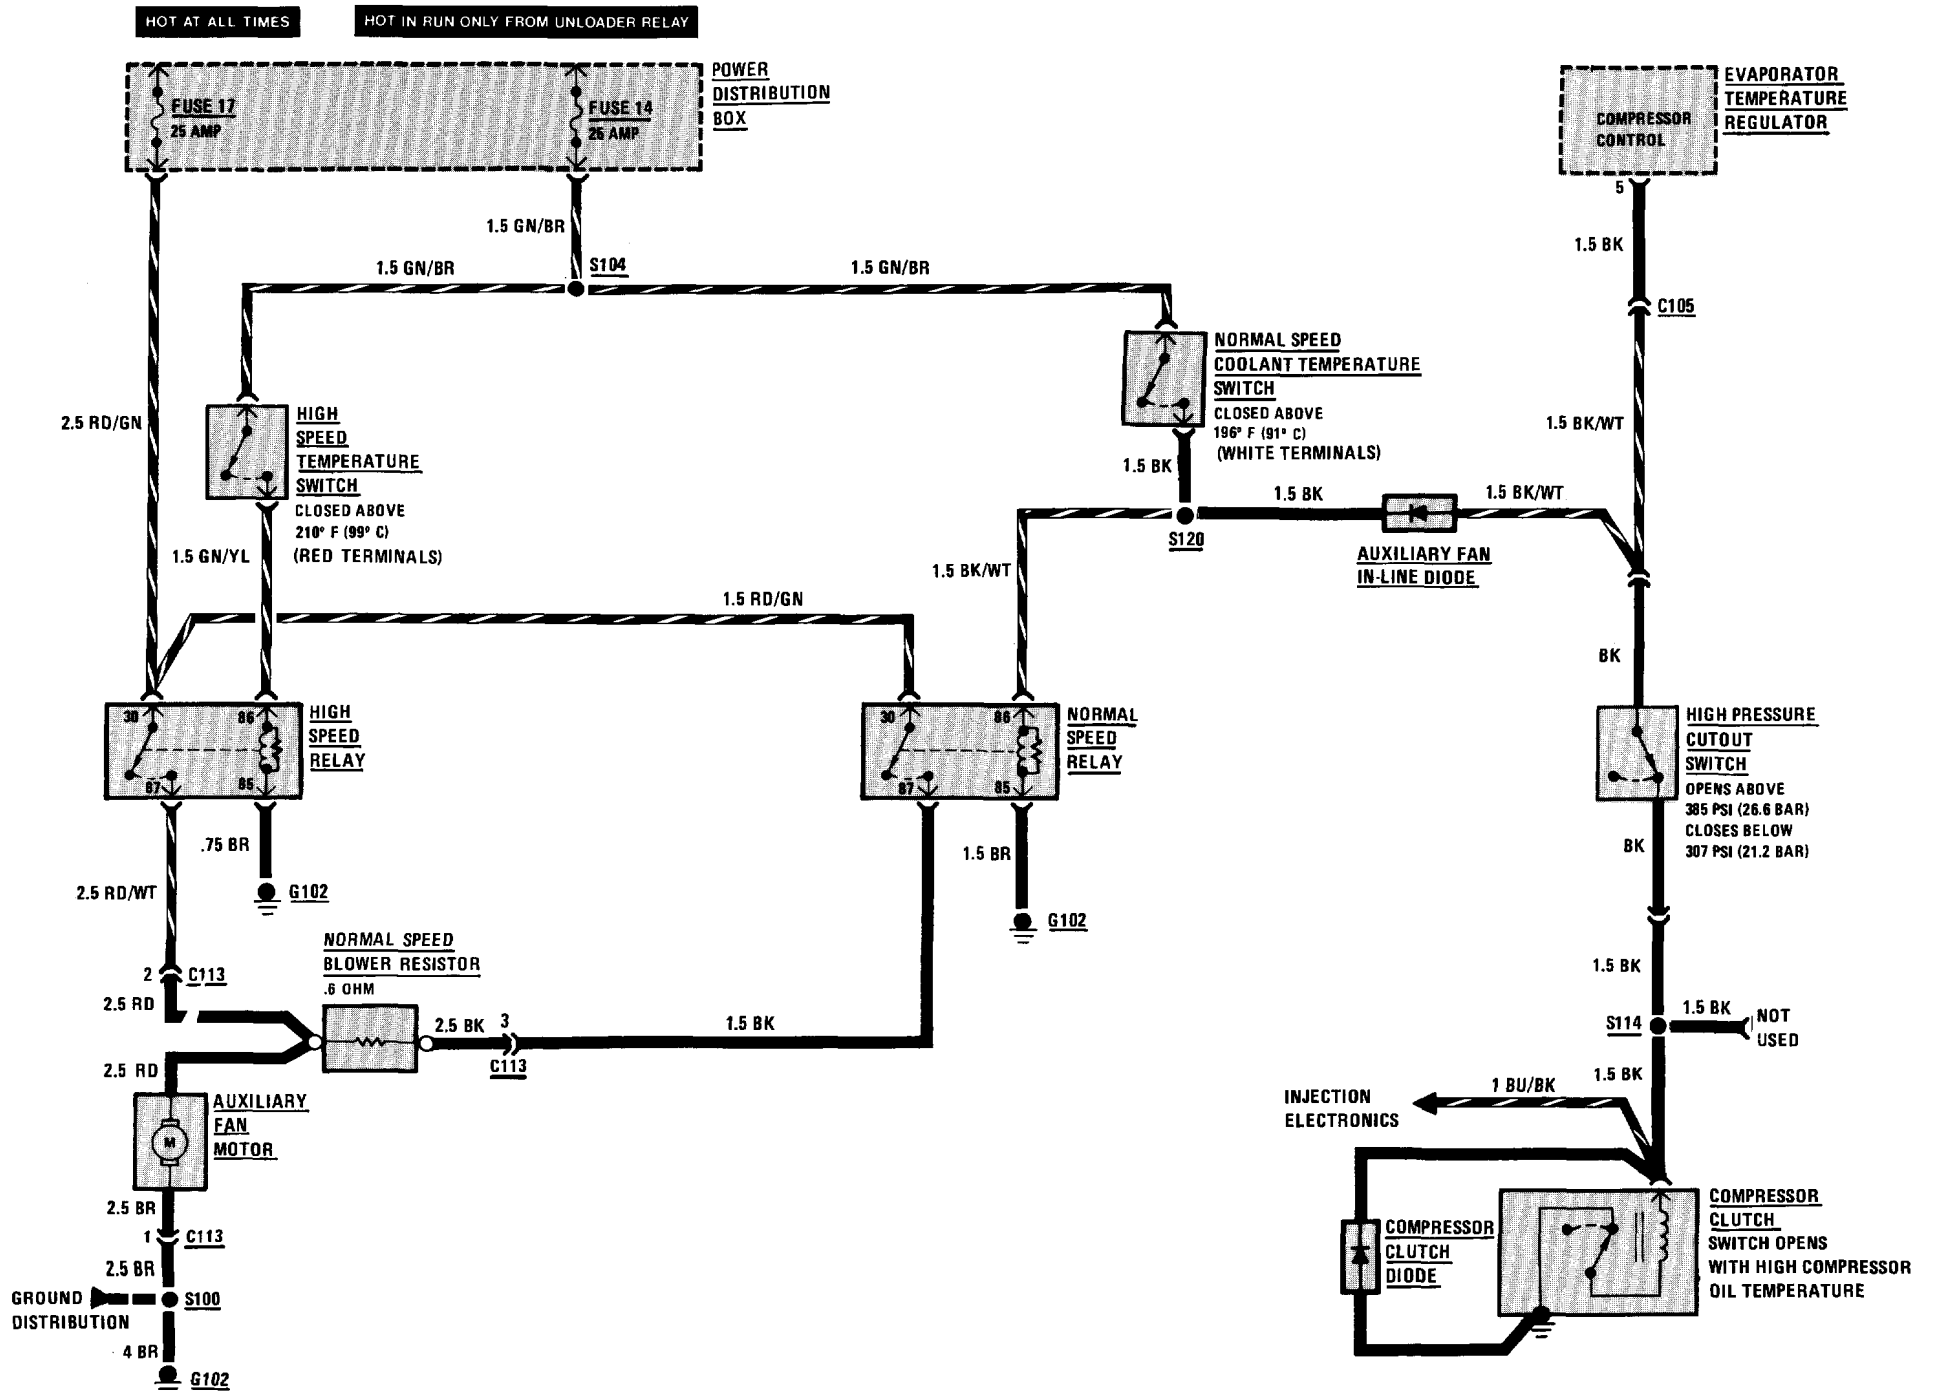 HOT AT ALL TIMES
HOT IN RUN ONLY FROM UNLOADER RELAY
POWER
DISTRIBUTION
BOX
FUSE 17
25 AMP
FUSE 14
25 AMP
COMPRESSOR
CONTROL
EVAPORATOR
TEMPERATURE
REGULATOR
5
1.5 GN/BR
1.5 BK
1.5 GN/BR
S104
1.5 GN/BR
C105
2.5 RD/GN
HIGH
SPEED
TEMPERATURE
SWITCH
CLOSED ABOVE
210° F (99° C)
(RED TERMINALS)
NORMAL SPEED
COOLANT TEMPERATURE
SWITCH
CLOSED ABOVE
196° F (91° C)
(WHITE TERMINALS)
1.5 BK/WT
1.5 BK
1.5 BK
1.5 BK/WT
S120
1.5 GN/YL
1.5 BK/WT
AUXILIARY FAN
IN-LINE DIODE
1.5 RD/GN
BK
30
86
87
85
HIGH
SPEED
RELAY
30
86
87
85
NORMAL
SPEED
RELAY
HIGH PRESSURE
CUTOUT
SWITCH
OPENS ABOVE
385 PSI (26.6 BAR)
CLOSES BELOW
307 PSI (21.2 BAR)
.75 BR
1.5 BR
BK
2.5 RD/WT
G102
G102
NORMAL SPEED
BLOWER RESISTOR
.6 OHM
2 C113
2.5 RD
1.5 BK
2.5 BK
3
C113
1.5 BK
S114
1.5 BK
NOT
USED
2.5 RD
1.5 BK
AUXILIARY
FAN
MOTOR
M
INJECTION
ELECTRONICS
1 BU/BK
2.5 BR
1 C113
2.5 BR
COMPRESSOR
CLUTCH
DIODE
COMPRESSOR
CLUTCH
SWITCH OPENS
WITH HIGH COMPRESSOR
OIL TEMPERATURE
GROUND
DISTRIBUTION
S100
4 BR
G102